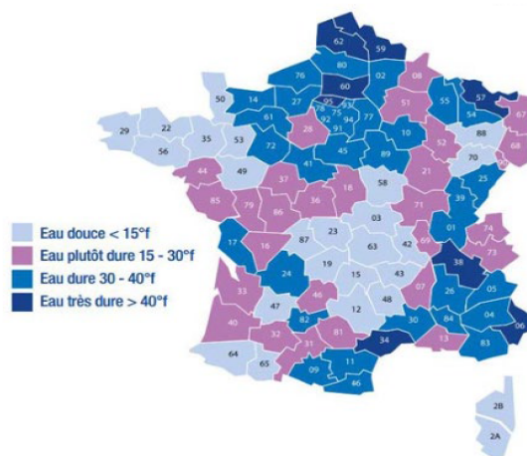 62 59
80 02 08
76 60 57
50 14 27 95 93 51 55 67
61 78 75 77 54
92 94
29 22 28 91 10 88
35 53 72 45 52 68
56 41 89 70
44 49 58 21 25
37 18
85 79 86 36 71 39
03
Eau douce < 15°f
01 74
17 16 87 23 63 42 69
Eau plutôt dure 15 - 30°f
73
19 38
Eau dure 30 - 40°f
24 15 43
Eau très dure > 40°f
33 46 48 07 26 05
47 12
40 82 30 84 04 06
32 81 34 13 83
31
64 65 11
09
46
2B
2A